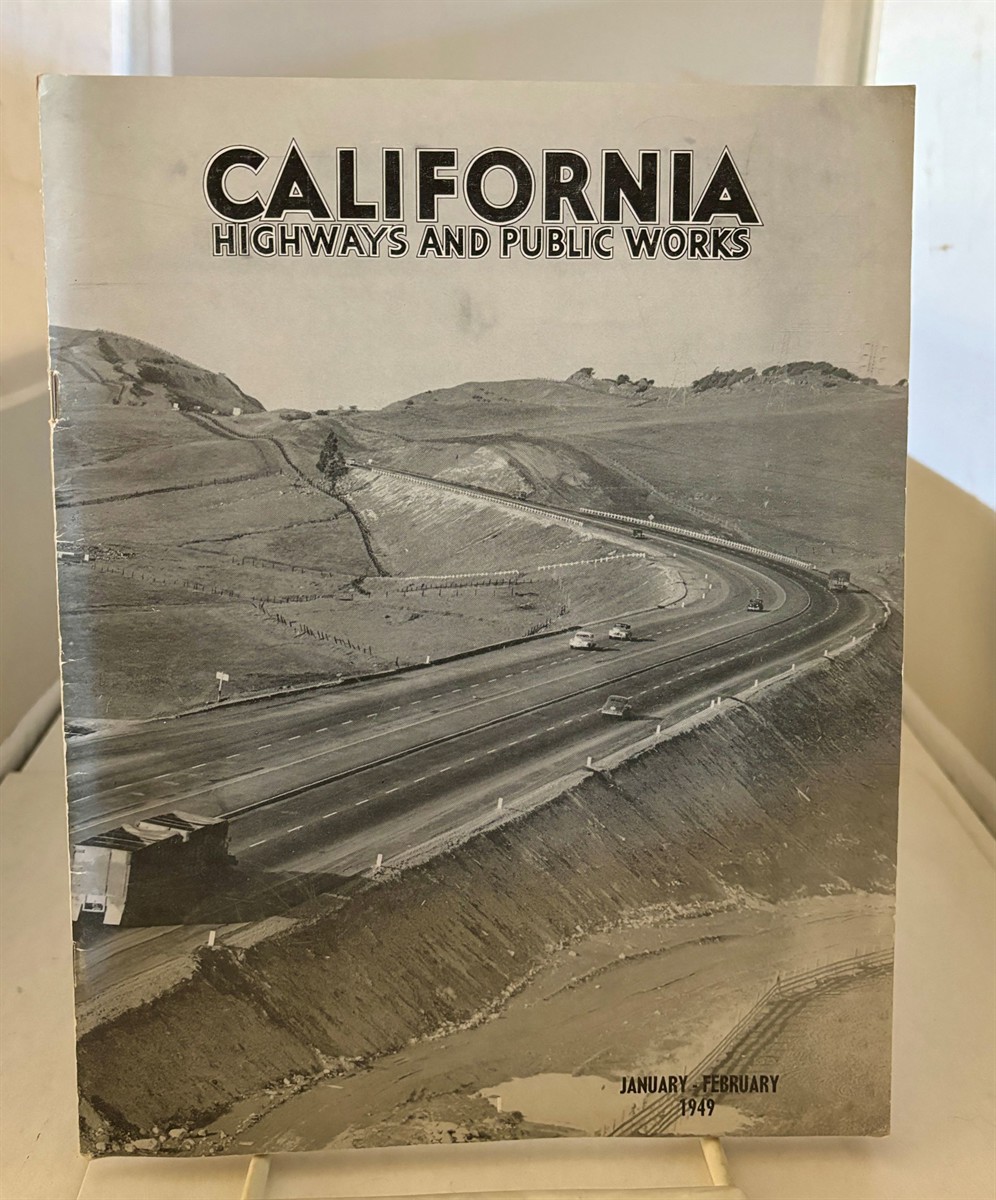 CALIFORNIA
HIGHWAYS AND PUBLIC WORKS
JANUARY - FEBRUARY
1949